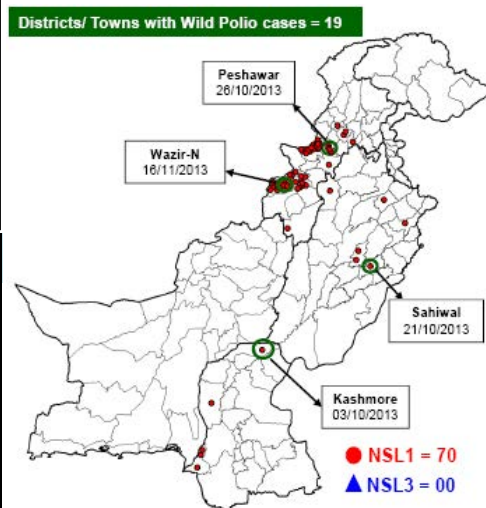 Districts/ Towns with Wild Polio cases = 19
Peshawar
26/10/2013
Wazir-N
16/11/2013
Sahiwal
21/10/2013
Kashmore
03/10/2013
NSL1 = 70
NSL3 = 00